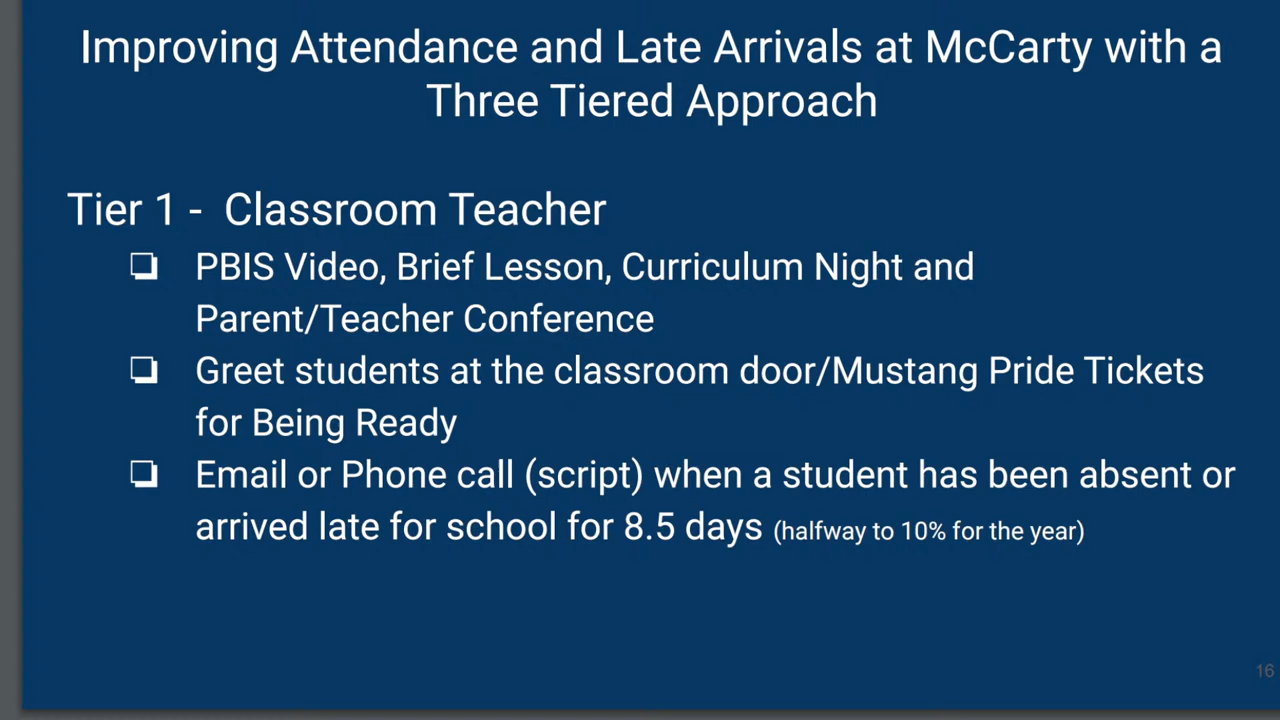 Improving Attendance and Late Arrivals at McCarty with a
Three Tiered Approach
Tier 1 - Classroom Teacher
❏ PBIS Video, Brief Lesson, Curriculum Night and
Parent/Teacher Conference
❏ Greet students at the classroom door/Mustang Pride Tickets
for Being Ready
❏ Email or Phone call (script) when a student has been absent or
arrived late for school for 8.5 days (halfway to 10% for the year)
16